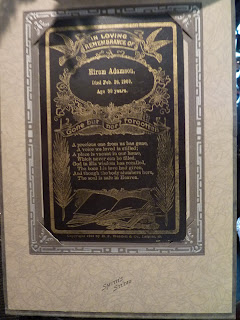 IN LOVING
REMEMBRANCE OF
Hiram Adamson,
Died Feb. 20,
Age 30 years.
Gone but not forgotten
A precious one from us has gone,
A voice we loved is stilled;
A place is vacant in our home,
Which never can be filled.
God in His wisdom has recalled,
The boon his love had given,
And though the body slumbers here,
The soul is safe in Heaven.